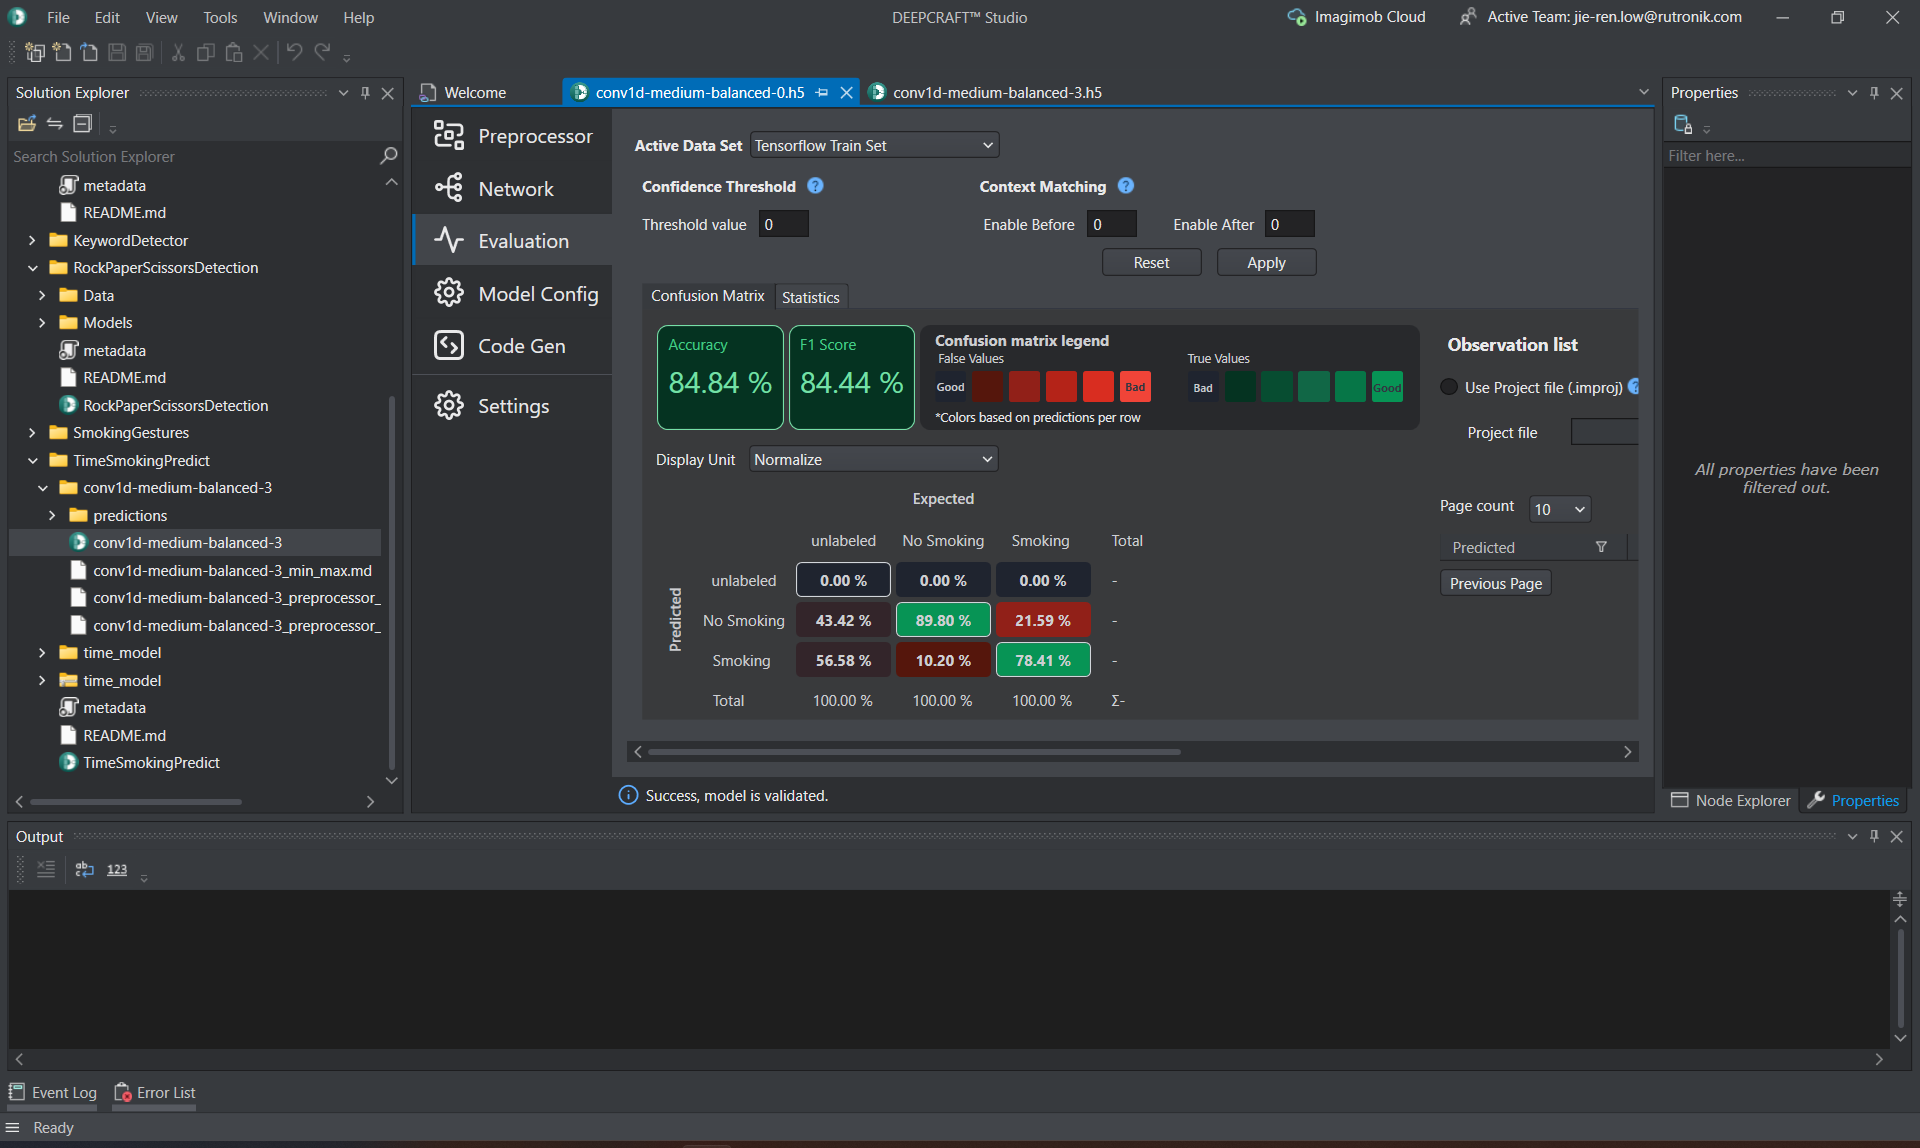 File Edit View Tools Window Help
DEEPCRAFT™ Studio
Imagimob Cloud
Active Team: jie-ren.low@rutronik.com
Solution Explorer
Search Solution Explorer
metadata
README.md
KeywordDetector
RockPaperScissorsDetection
Data
Models
metadata
README.md
RockPaperScissorsDetection
SmokingGestures
TimeSmokingPredict
conv1d-medium-balanced-3
predictions
conv1d-medium-balanced-3
conv1d-medium-balanced-3_min_max.md
conv1d-medium-balanced-3_preprocessor_
conv1d-medium-balanced-3_preprocessor_
time_model
time_model
metadata
README.md
TimeSmokingPredict
Welcome
conv1d-medium-balanced-0.h5
conv1d-medium-balanced-3.h5
Preprocessor
Network
Evaluation
Model Config
Code Gen
Settings
Active Data Set Tensorflow Train Set
Confidence Threshold ? Context Matching ?
Threshold value 0 Enable Before 0 Enable After 0
Reset Apply
Confusion Matrix Statistics
Accuracy
84.84 %
F1 Score
84.44 %
Confusion matrix legend
False Values True Values
Good Bad Bad Good
*Colors based on predictions per row
Display Unit Normalize
Expected
unlabeled No Smoking Smoking Total
Predicted
unlabeled 0.00 % 0.00 % 0.00 % -
No Smoking 43.42 % 89.80 % 21.59 % -
Smoking 56.58 % 10.20 % 78.41 % -
Total 100.00 % 100.00 % 100.00 % Σ-
Observation list
Use Project file (.improj) ?
Project file
Page count 10
Predicted
Previous Page
Success, model is validated.
Properties
Filter here...
All properties have been
filtered out.
Node Explorer Properties
Output
abc 123
Event Log Error List
Ready